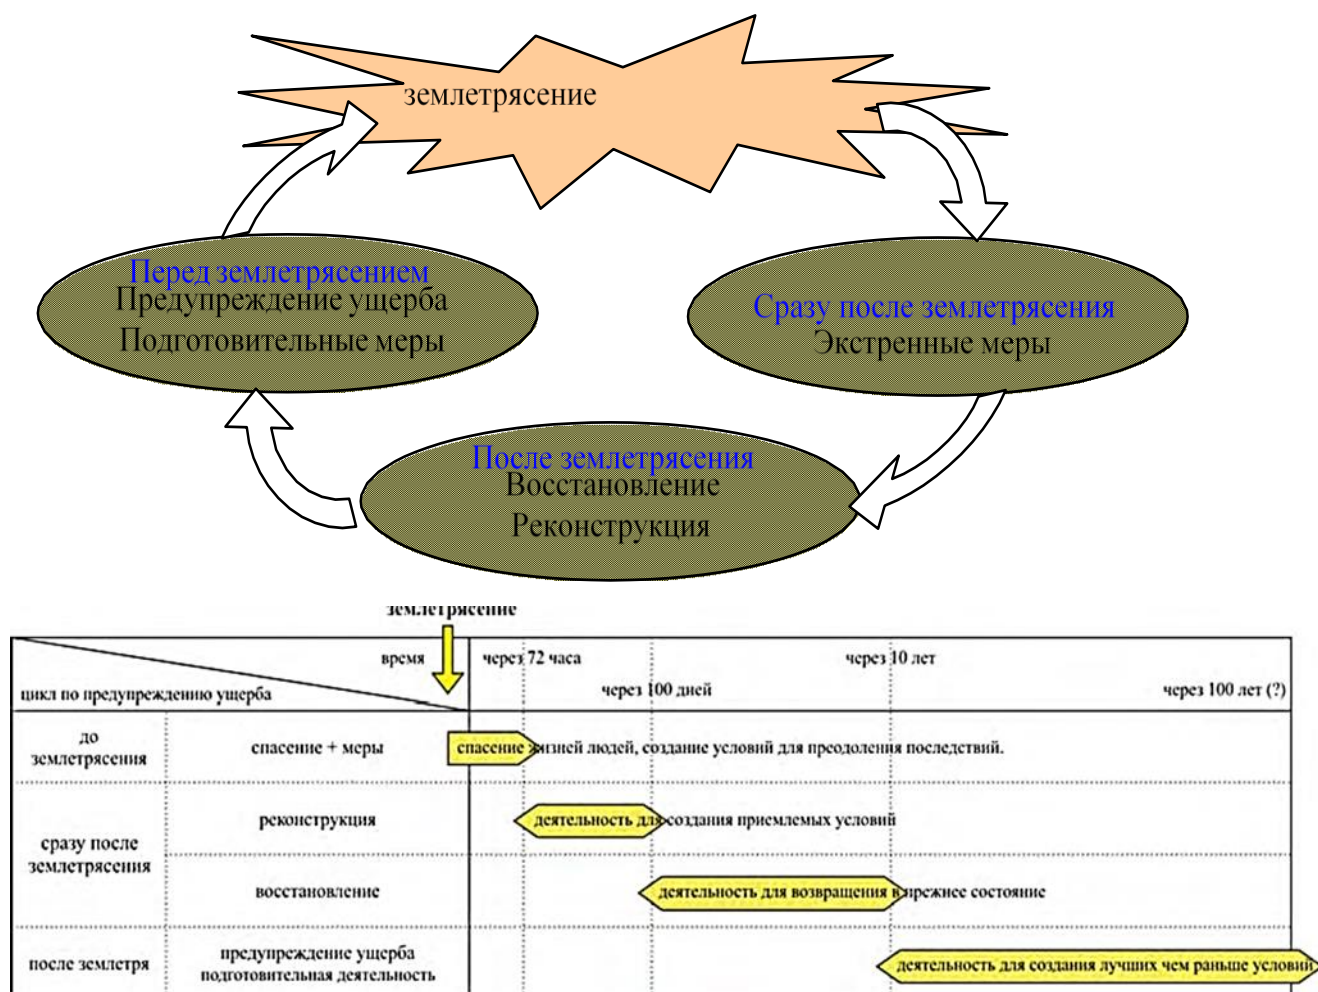 землетрясение
Перед землетрясением
Предупреждение ущерба
Подготовительные меры
Сразу после землетрясения
Экстренные меры
После землетрясения
Восстановление
Реконструкция
землетрясение
время
через 72 часа
через 10 лет
цикл по предупреждению ущерба
через 100 дней
через 100 лет (?)
до
землетрясения
спасение + меры
спасение жизней людей, создание условий для преодоления последствий.
сразу после
землетрясения
реконструкция
деятельность для создания приемлемых условий
восстановление
деятельность для возвращения в прежнее состояние
после землетря
предупреждение ущерба
подготовительная деятельность
деятельность для создания лучших чем раньше условий